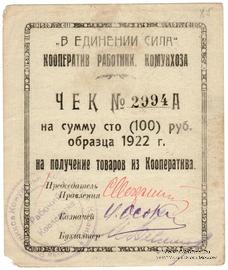 „В ЕДИНЕНИИ СИЛА"
КООПЕРАТИВ РАБОТНИК. КОМУНХОЗА
ЧЕК № 2994 А
на сумму сто (100) руб.
образца 1922 г.
на получение товаров из Кооператива.
Председатель
Правления
Казначей
Бухгалтер